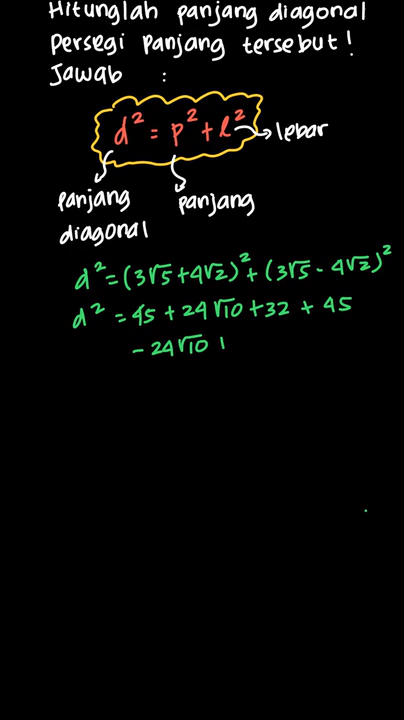 Hitunglah panjang diagonal
Persegi Panjang tersebut!
Jawab :
d² = p² + l² → lebar
panjang diagonal
panjang
d² = (3√5 + 4√2)² + (3√5 - 4√2)²
d² = 45 + 24√10 + 32 + 45
- 24√10